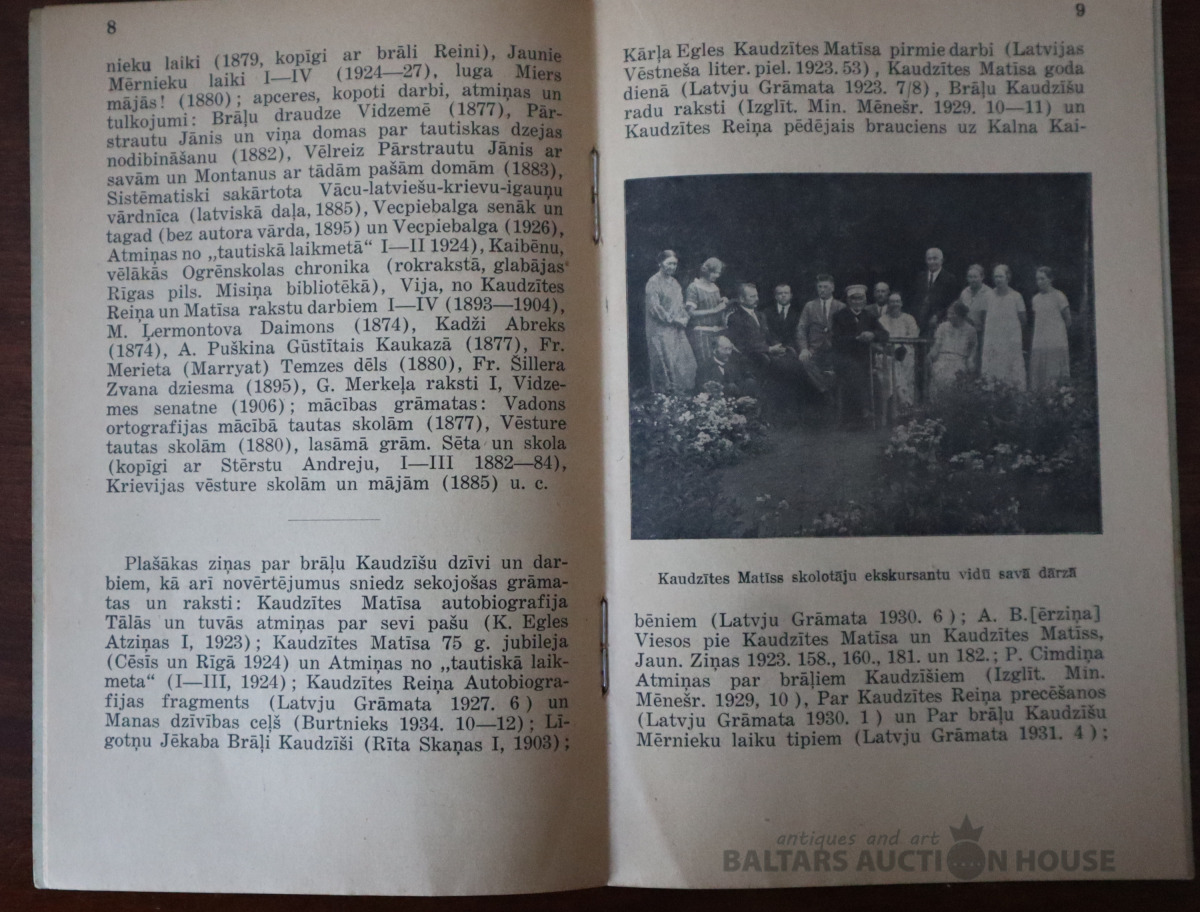 8
nieku laiki (1879, kopīgi ar brāli Reini), Jaunie
Mērnieku laiki I—IV (1924—27), luga Miers
mājās! (1880); apceres, kopoti darbi, atmiņas un
tulkojumi: Brāļu draudze Vidzemē (1877), Pār-
strautu Jānis un viņa domas par tautiskas dzejas
nodibināšanu (1882), Vēlreiz Pārstrautu Jānis ar
savām un Montanus ar tādām pašām domām (1883),
Sistēmatiski sakārtota Vācu-latviešu-krievu-igauņu
vārdnīca (latviskā daļa, 1885), Vecpiebalga senāk un
tagad (bez autora vārda, 1895) un Vecpiebalga (1926),
Atmiņas no „tautiskā laikmetā“ I—II 1924), Kaibēnu,
vēlākās Ogrēnskolas chronika (rokrakstā, glabājas
Rīgas pils. Misiņa bibliotēkā), Vija, no Kaudzītes
Reiņa un Matīsa rakstu darbiem I—IV (1893—1904),
M. Ļermontova Daimons (1874), Kadži Abreks
(1874), A. Puškina Gūstītais Kaukazā (1877), Fr.
Merieta (Marryat) Temzes dēls (1880), Fr. Šillera
Zvana dziesma (1895), G. Merkeļa raksti I, Vidze-
mes senatne (1906); mācības grāmatas: Vadons
ortografijas mācībā tautas skolām (1877), Vēsture
tautas skolām (1880), lasāmā grām. Sēta un skola
(kopīgi ar Stērstu Andreju, I—III 1882—84),
Krievijas vēsture skolām un mājām (1885) u. c.
Plašākas ziņas par brāļu Kaudzīšu dzīvi un dar-
biem, kā arī novērtējumus sniedz sekojošas grāma-
tas un raksti: Kaudzītes Matīsa autobiografija
Tālās un tuvās atmiņas par sevi pašu (K. Egles
Atziņas I, 1923); Kaudzītes Matīsa 75 g. jubileja
(Cēsīs un Rīgā 1924) un Atmiņas no „tautiskā laik-
meta“ (I—III, 1924); Kaudzītes Reiņa Autobiogra-
fijas fragments (Latvju Grāmata 1927. 6) un
Manas dzīvības ceļš (Burtnieks 1934. 10—12); Lī-
gotņu Jēkaba Brāļi Kaudzīši (Rīta Skaņas I, 1903);
9
Kārļa Egles Kaudzītes Matīsa pirmie darbi (Latvijas
Vēstneša liter. piel. 1923. 53), Kaudzītes Matīsa goda
dienā (Latvju Grāmata 1923. 7/8), Brāļu Kaudzīšu
radu raksti (Izglīt. Min. Mēnešr. 1929. 10—11) un
Kaudzītes Reiņa pēdējais brauciens uz Kalna Kai-
Kaudzītes Matīss skolotāju ekskursantu vidū savā dārzā
bēniem (Latvju Grāmata 1930. 6); A. B.[ērziņa]
Viesos pie Kaudzītes Matīsa un Kaudzītes Matīss,
Jaun. Ziņas 1923. 158., 160., 181. un 182.; P. Cimdiņa
Atmiņas par brāļiem Kaudzīšiem (Izglīt. Min.
Mēnešr. 1929, 10), Par Kaudzītes Reiņa precēšanos
(Latvju Grāmata 1930. 1) un Par brāļu Kaudzīšu
Mērnieku laiku tipiem (Latvju Grāmata 1931. 4);
antiques and art
BALTARS AUCTION HOUSE